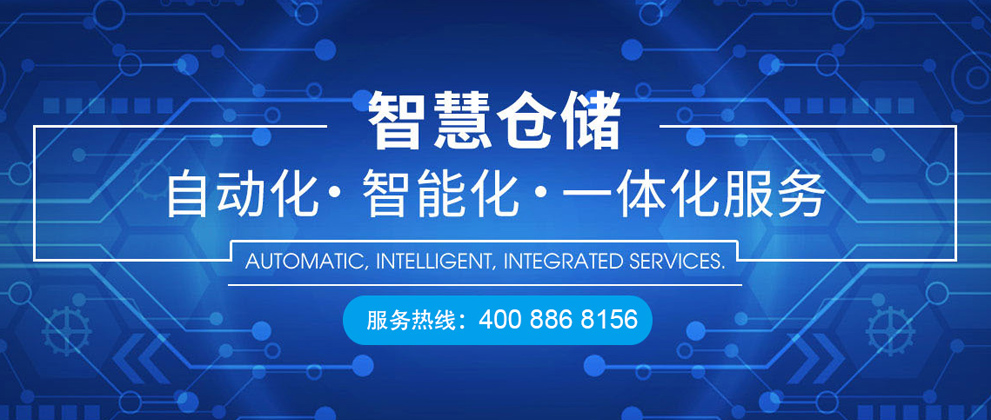 智慧仓储
自动化·智能化·一体化服务
AUTOMATIC, INTELLIGENT, INTEGRATED SERVICES.
服务热线：400 886 8156